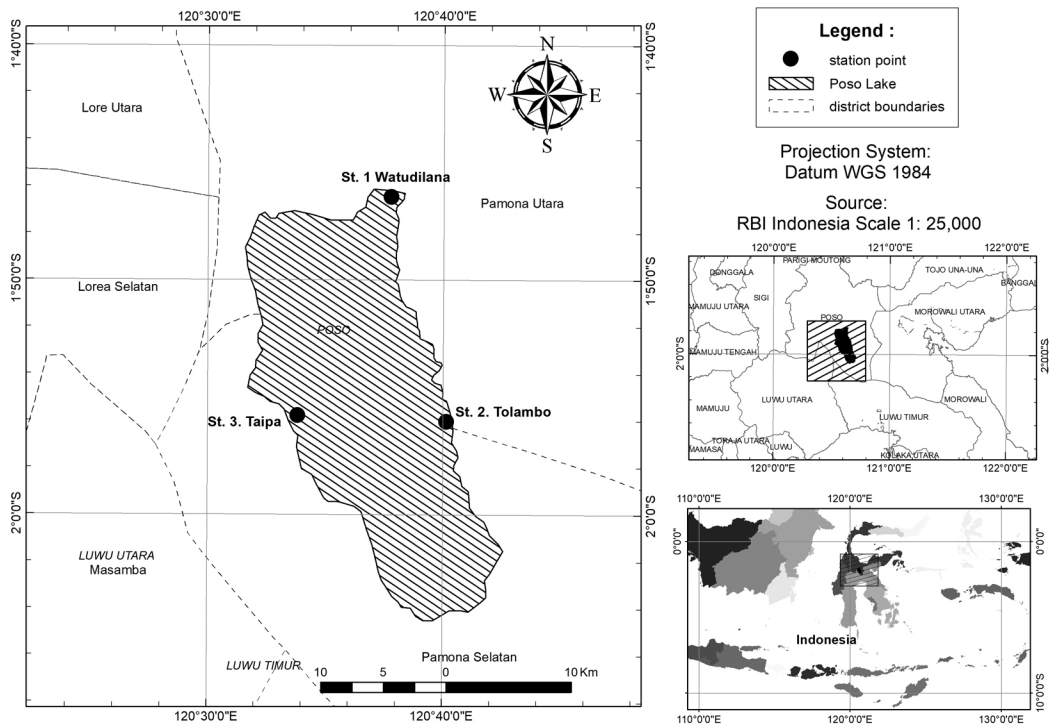 120°30'0"E
120°40'0"E
1°40'0"S
1°40'0"S
N
W
E
S
Lore Utara
St. 1 Watudilana
Pamona Utara
1°50'0"S
1°50'0"S
Lorea Selatan
POSO
St. 3. Taipa
St. 2. Tolambo
2°0'0"S
2°0'0"S
LUWU UTARA
Masamba
LUWU TIMUR
Pamona Selatan
10
5
0
10 Km
120°30'0"E
120°40'0"E
Legend :
station point
Poso Lake
district boundaries
Projection System:
Datum WGS 1984
Source:
RBI Indonesia Scale 1: 25,000
120°0'0"E
121°0'0"E
122°0'0"E
PARIGI MOUTONG
DONGGALA
TOJO UNA-UNA
BANGGAI
SIGI
MAMUJU UTARA
POSO
MOROWALI UTARA
MAMUJU TENGAH
2°0'0"S
2°0'0"S
LUWU UTARA
MOROWALI
MAMUJU
LUWU TIMUR
TORAJA UTARA
LUWU
MAMASA
KOLAKA UTARA
120°0'0"E
121°0'0"E
122°0'0"E
110°0'0"E
120°0'0"E
130°0'0"E
0°0'0"
0°0'0"
Indonesia
10°0'0"S
110°0'0"E
120°0'0"E
130°0'0"E